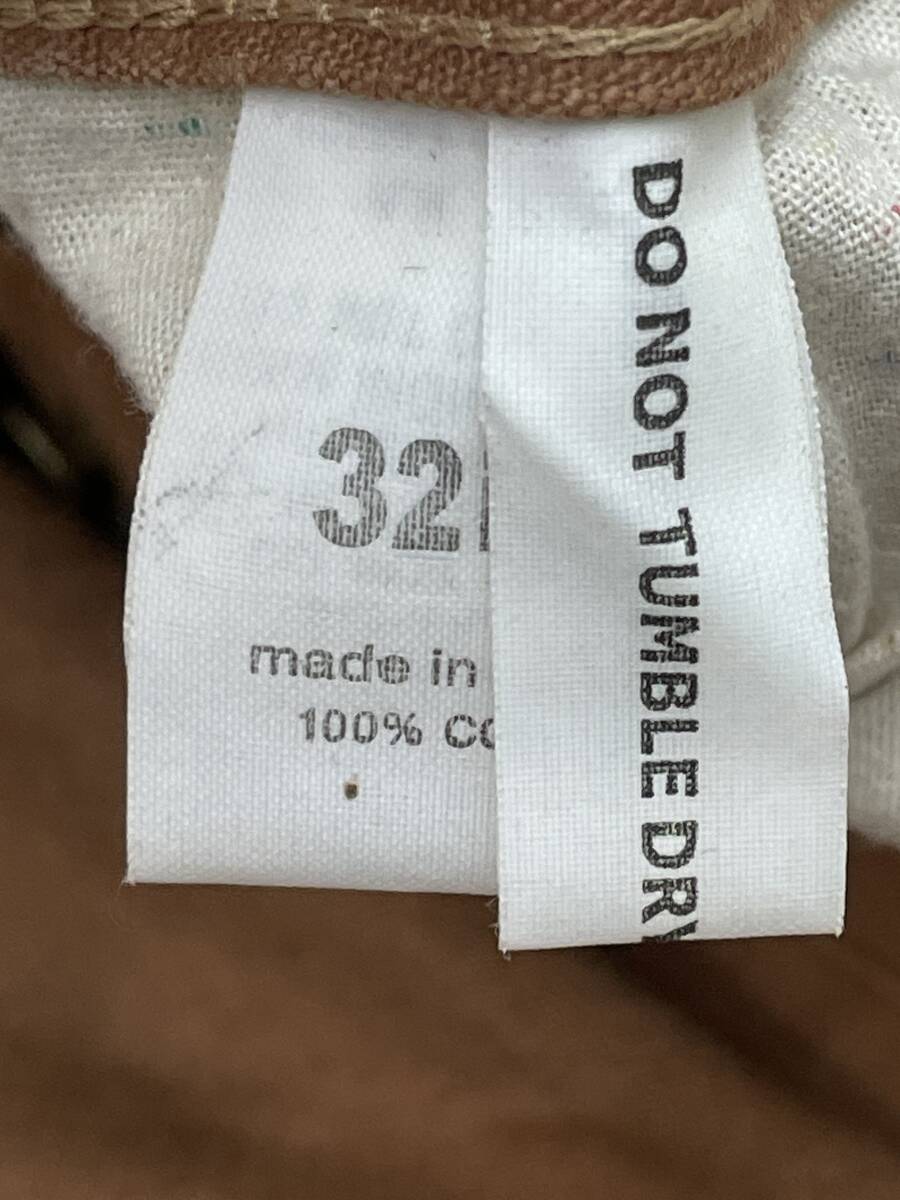 32
made in
100% co
DO NOT TUMBLE DRY